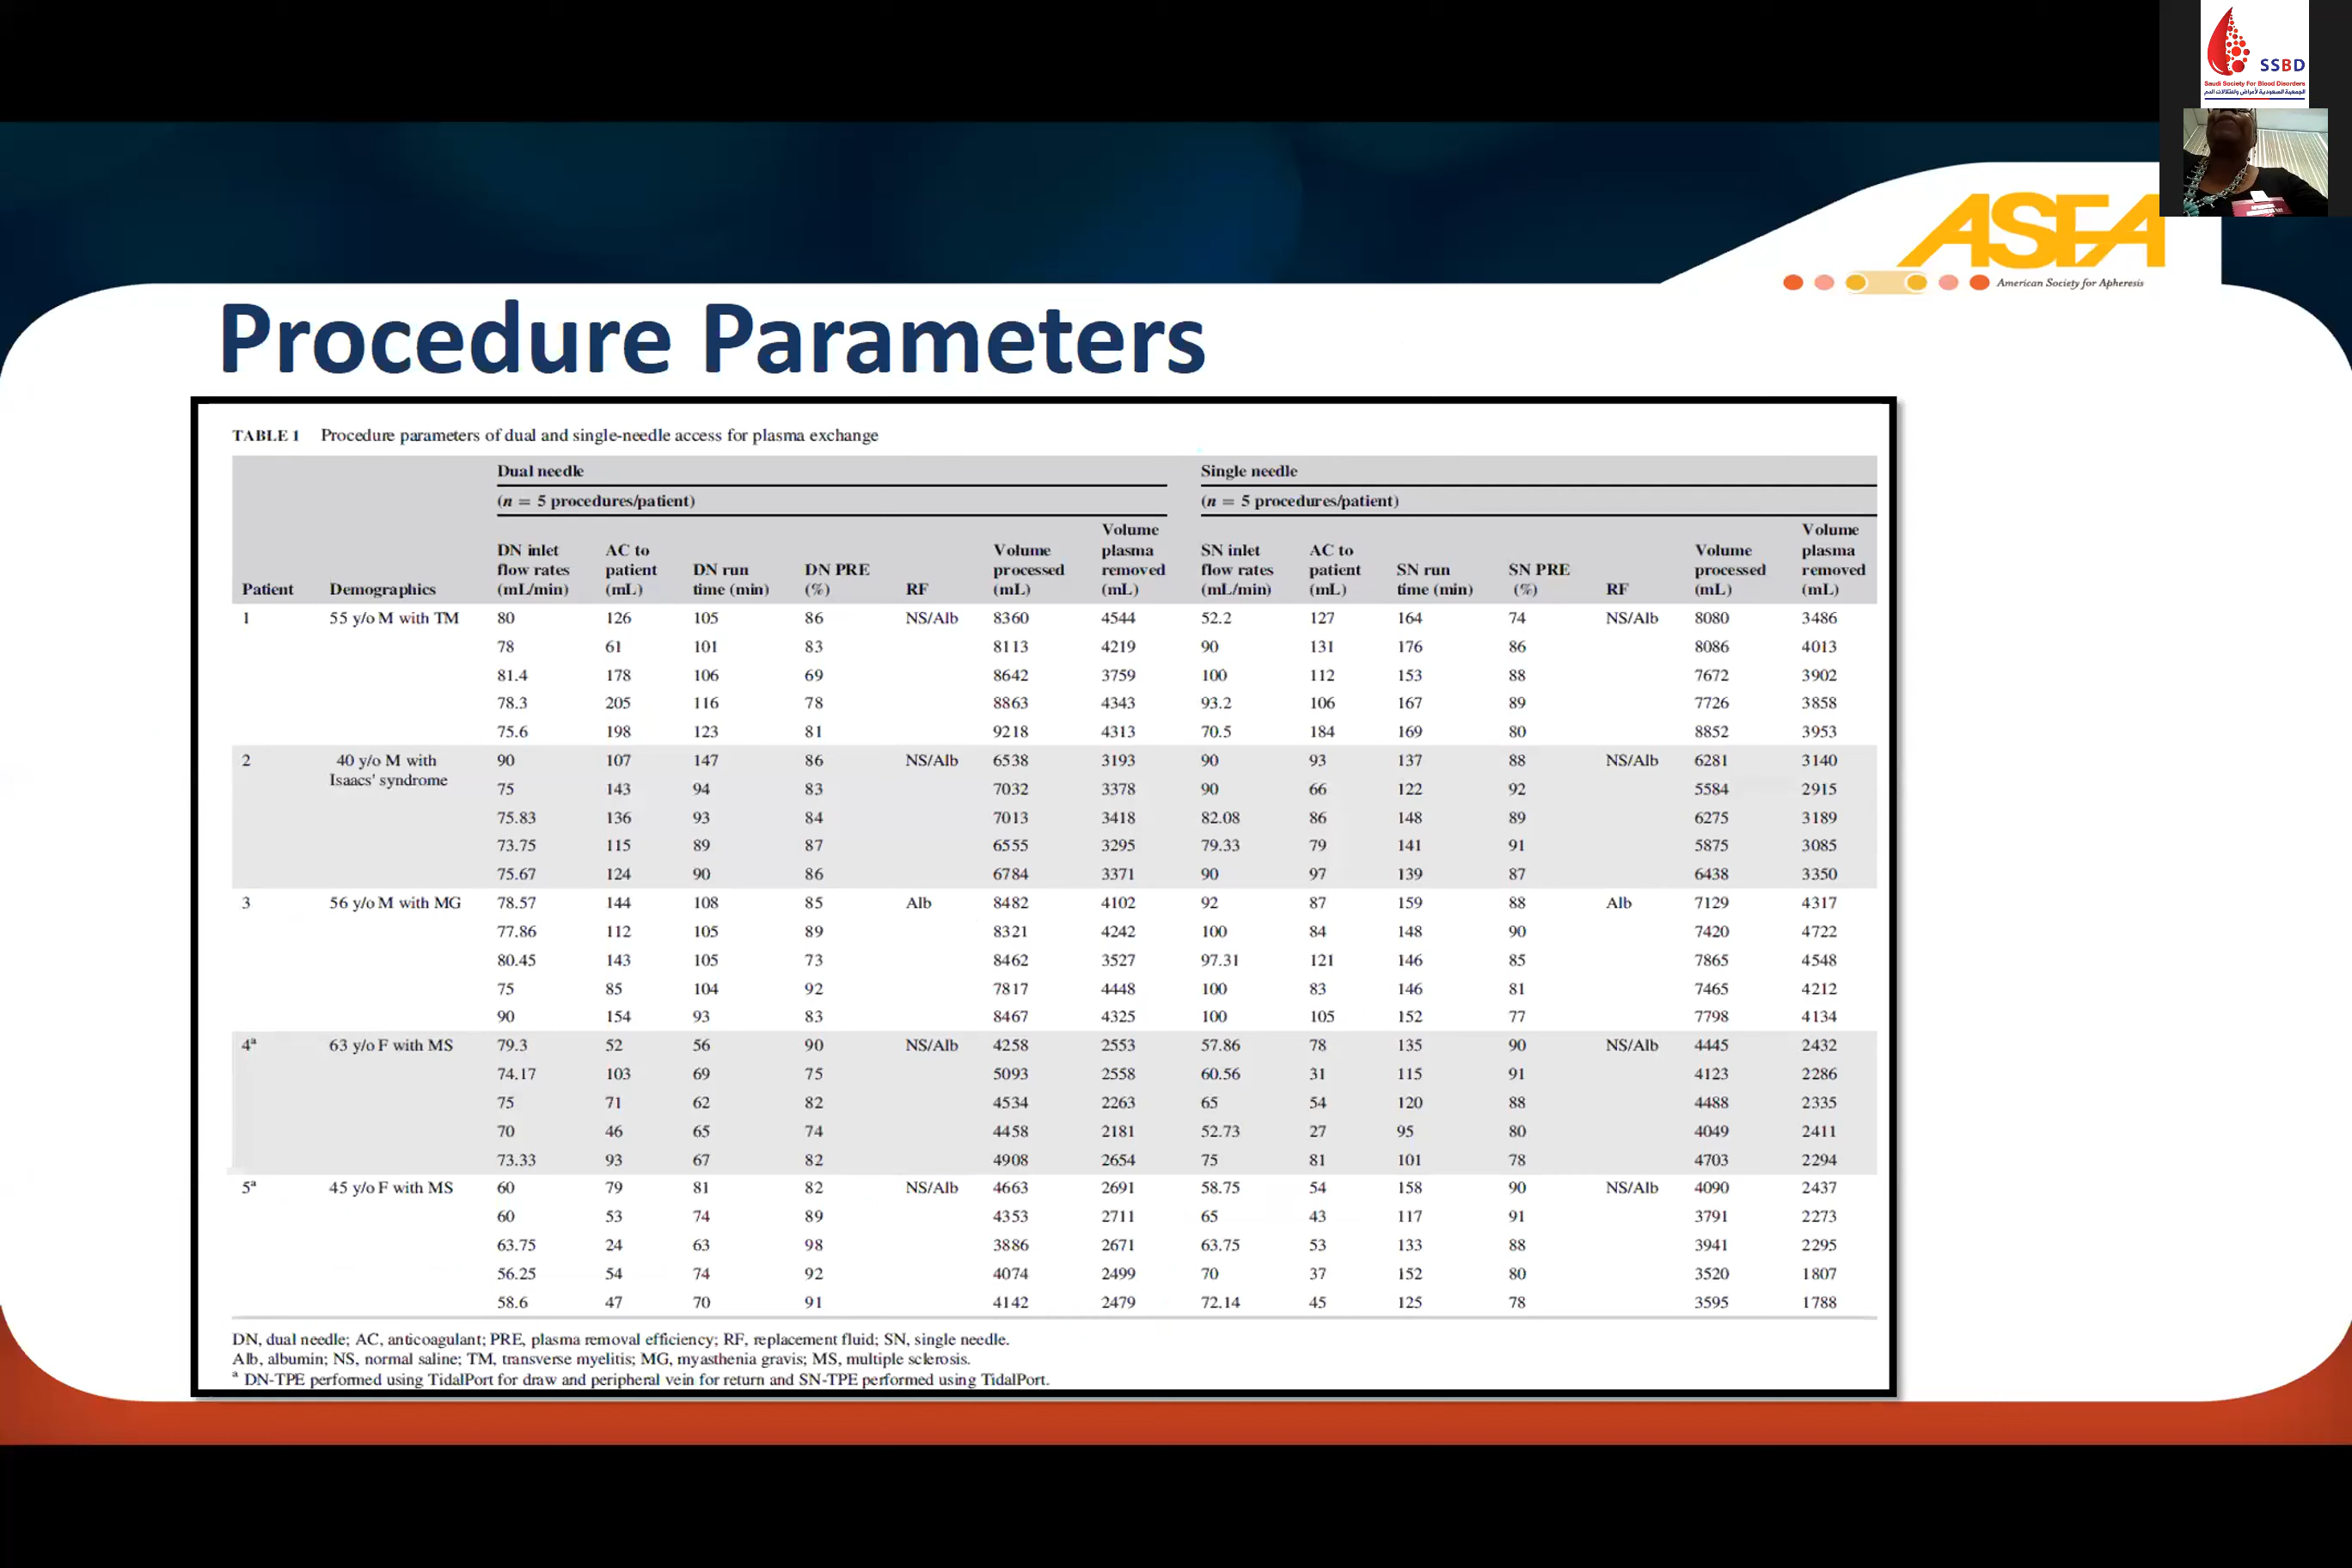 SSBD
Saudi Society For Blood Disorders
الجمعية السعودية لأمراض واعتلالات الدم
ASFA
American Society for Apheresis
Procedure Parameters
TABLE 1 Procedure parameters of dual and single-needle access for plasma exchange
Dual needle Single needle
(n = 5 procedures/patient) (n = 5 procedures/patient)
Patient Demographics DN inlet flow rates (mL/min) AC to patient (mL) DN run time (min) DN PRE (%) RF Volume processed (mL) Volume plasma removed (mL) SN inlet flow rates (mL/min) AC to patient (mL) SN run time (min) SN PRE (%) RF Volume processed (mL) Volume plasma removed (mL)
1 55 y/o M with TM 80 126 105 86 NS/Alb 8360 4544 52.2 127 164 74 NS/Alb 8080 3486
78 61 101 83 8113 4219 90 131 176 86 8086 4013
81.4 178 106 69 8642 3759 100 112 153 88 7672 3902
78.3 205 116 78 8863 4343 93.2 106 167 89 7726 3858
75.6 198 123 81 9218 4313 70.5 184 169 80 8852 3953
2 40 y/o M with Isaacs' syndrome 90 107 147 86 NS/Alb 6538 3193 90 93 137 88 NS/Alb 6281 3140
75 143 94 83 7032 3378 90 66 122 92 5584 2915
75.83 136 93 84 7013 3418 82.08 86 148 89 6275 3189
73.75 115 89 87 6555 3295 79.33 79 141 91 5875 3085
75.67 124 90 86 6784 3371 90 97 139 87 6438 3350
3 56 y/o M with MG 78.57 144 108 85 Alb 8482 4102 92 87 159 88 Alb 7129 4317
77.86 112 105 89 8321 4242 100 84 148 90 7420 4722
80.45 143 105 73 8462 3527 97.31 121 146 85 7865 4548
75 85 104 92 7817 4448 100 83 146 81 7465 4212
90 154 93 83 8467 4325 100 105 152 77 7798 4134
4ª 63 y/o F with MS 79.3 52 56 90 NS/Alb 4258 2553 57.86 78 135 90 NS/Alb 4445 2432
74.17 103 69 75 5093 2558 60.56 31 115 91 4123 2286
75 71 62 82 4534 2263 65 54 120 88 4488 2335
70 46 65 74 4458 2181 52.73 27 95 80 4049 2411
73.33 93 67 82 4908 2654 75 81 101 78 4703 2294
5ª 45 y/o F with MS 60 79 81 82 NS/Alb 4663 2691 58.75 54 158 90 NS/Alb 4090 2437
60 53 74 89 4353 2711 65 43 117 91 3791 2273
63.75 24 63 98 3886 2671 63.75 53 133 88 3941 2295
56.25 54 74 92 4074 2499 70 37 152 80 3520 1807
58.6 47 70 91 4142 2479 72.14 45 125 78 3595 1788
DN, dual needle; AC, anticoagulant; PRE, plasma removal efficiency; RF, replacement fluid; SN, single needle.
Alb, albumin; NS, normal saline; TM, transverse myelitis; MG, myasthenia gravis; MS, multiple sclerosis.
ª DN-TPE performed using TidalPort for draw and peripheral vein for return and SN-TPE performed using TidalPort.